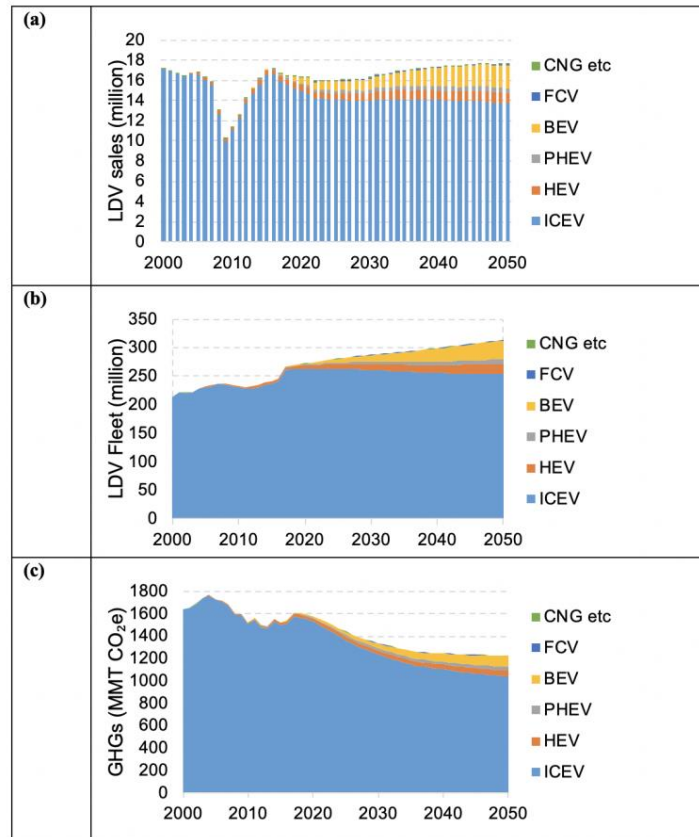 (a)
LDV sales (million)
20
18
16
14
12
10
8
6
4
2
0
2000 2010 2020 2030 2040 2050
CNG etc
FCV
BEV
PHEV
HEV
ICEV
(b)
LDV Fleet (million)
350
300
250
200
150
100
50
0
2000 2010 2020 2030 2040 2050
CNG etc
FCV
BEV
PHEV
HEV
ICEV
(c)
GHGs (MMT CO₂e)
1800
1600
1400
1200
1000
800
600
400
200
0
2000 2010 2020 2030 2040 2050
CNG etc
FCV
BEV
PHEV
HEV
ICEV